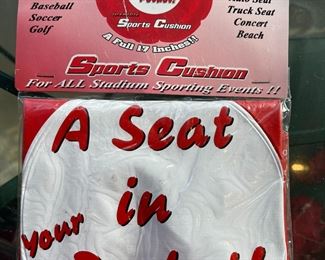 Baseball
Soccer
Golf
Truck Seat
Concert
Beach
Sports Cushion
A Full 17 Inches!!
Sports Cushion
For ALL Stadium Sporting Events !!
A Seat
in
your